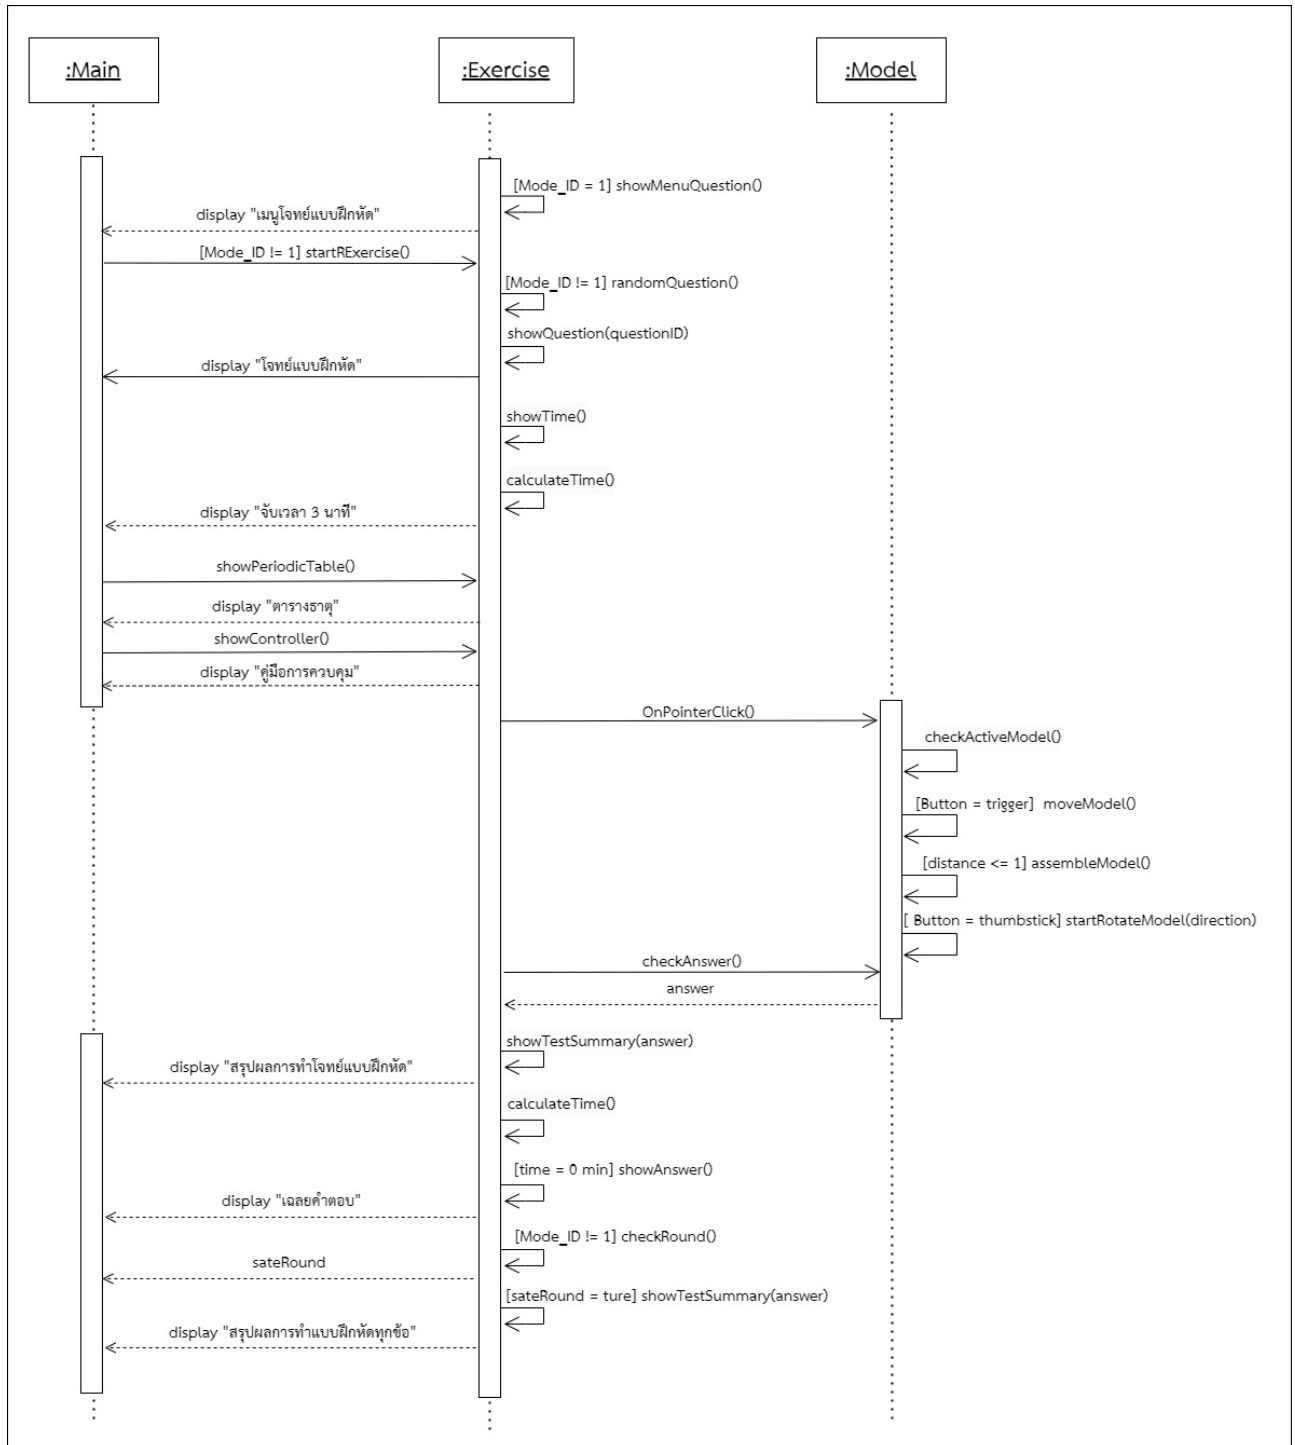 :Main
:Exercise
:Model
[Mode_ID = 1] showMenuQuestion()
display "เมนูโจทย์แบบฝึกหัด"
[Mode_ID != 1] startRExercise()
[Mode_ID != 1] randomQuestion()
showQuestion(questionID)
display "โจทย์แบบฝึกหัด"
showTime()
calculateTime()
display "จับเวลา 3 นาที"
showPeriodicTable()
display "ตารางธาตุ"
showController()
display "คู่มือการควบคุม"
OnPointerClick()
checkActiveModel()
[Button = trigger]  moveModel()
[distance <= 1] assembleModel()
[ Button = thumbstick] startRotateModel(direction)
checkAnswer()
answer
showTestSummary(answer)
display "สรุปผลการทำโจทย์แบบฝึกหัด"
calculateTime()
[time = 0 min] showAnswer()
display "เฉลยคำตอบ"
[Mode_ID != 1] checkRound()
sateRound
[sateRound = ture] showTestSummary(answer)
display "สรุปผลการทำแบบฝึกหัดทุกข้อ"